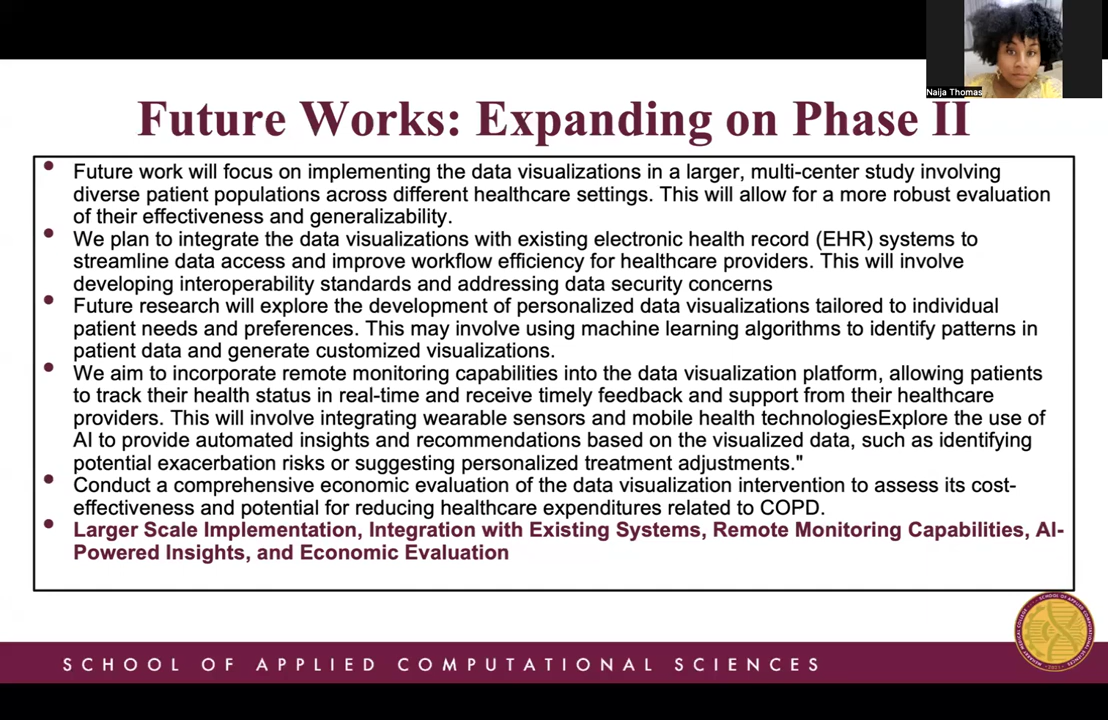 Naija Thomas
Future Works: Expanding on Phase II
• Future work will focus on implementing the data visualizations in a larger, multi-center study involving
diverse patient populations across different healthcare settings. This will allow for a more robust evaluation
of their effectiveness and generalizability.
• We plan to integrate the data visualizations with existing electronic health record (EHR) systems to
streamline data access and improve workflow efficiency for healthcare providers. This will involve
developing interoperability standards and addressing data security concerns
• Future research will explore the development of personalized data visualizations tailored to individual
patient needs and preferences. This may involve using machine learning algorithms to identify patterns in
patient data and generate customized visualizations.
• We aim to incorporate remote monitoring capabilities into the data visualization platform, allowing patients
to track their health status in real-time and receive timely feedback and support from their healthcare
providers. This will involve integrating wearable sensors and mobile health technologiesExplore the use of
AI to provide automated insights and recommendations based on the visualized data, such as identifying
potential exacerbation risks or suggesting personalized treatment adjustments."
• Conduct a comprehensive economic evaluation of the data visualization intervention to assess its cost-
effectiveness and potential for reducing healthcare expenditures related to COPD.
• Larger Scale Implementation, Integration with Existing Systems, Remote Monitoring Capabilities, AI-
Powered Insights, and Economic Evaluation
SCHOOL OF APPLIED COMPUTATIONAL SCIENCES